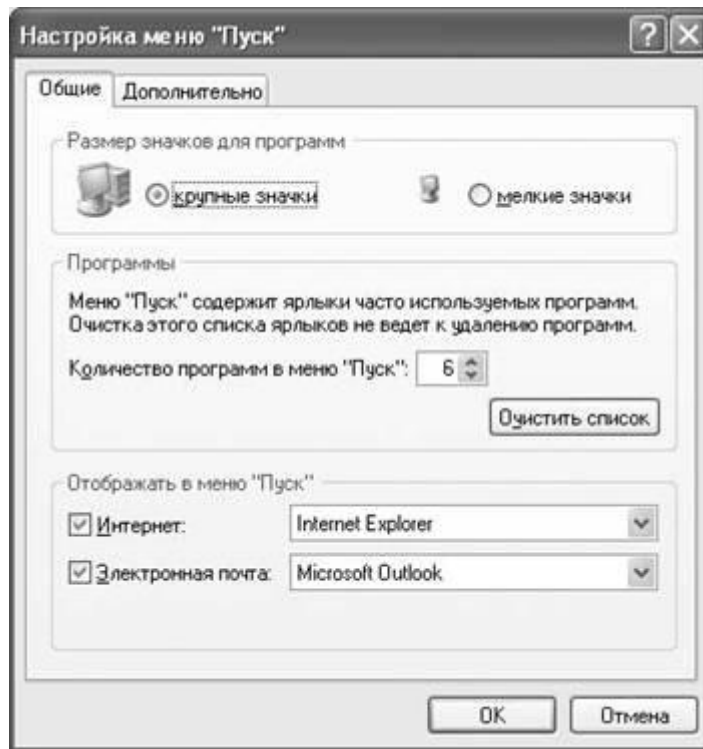 Настройка меню "Пуск"
Общие Дополнительно
Размер значков для программ
крупные значки мелкие значки
Программы
Меню "Пуск" содержит ярлыки часто используемых программ.
Очистка этого списка ярлыков не ведет к удалению программ.
Количество программ в меню "Пуск": 6
Очистить список
Отображать в меню "Пуск"
Интернет: Internet Explorer
Электронная почта: Microsoft Outlook
OK Отмена